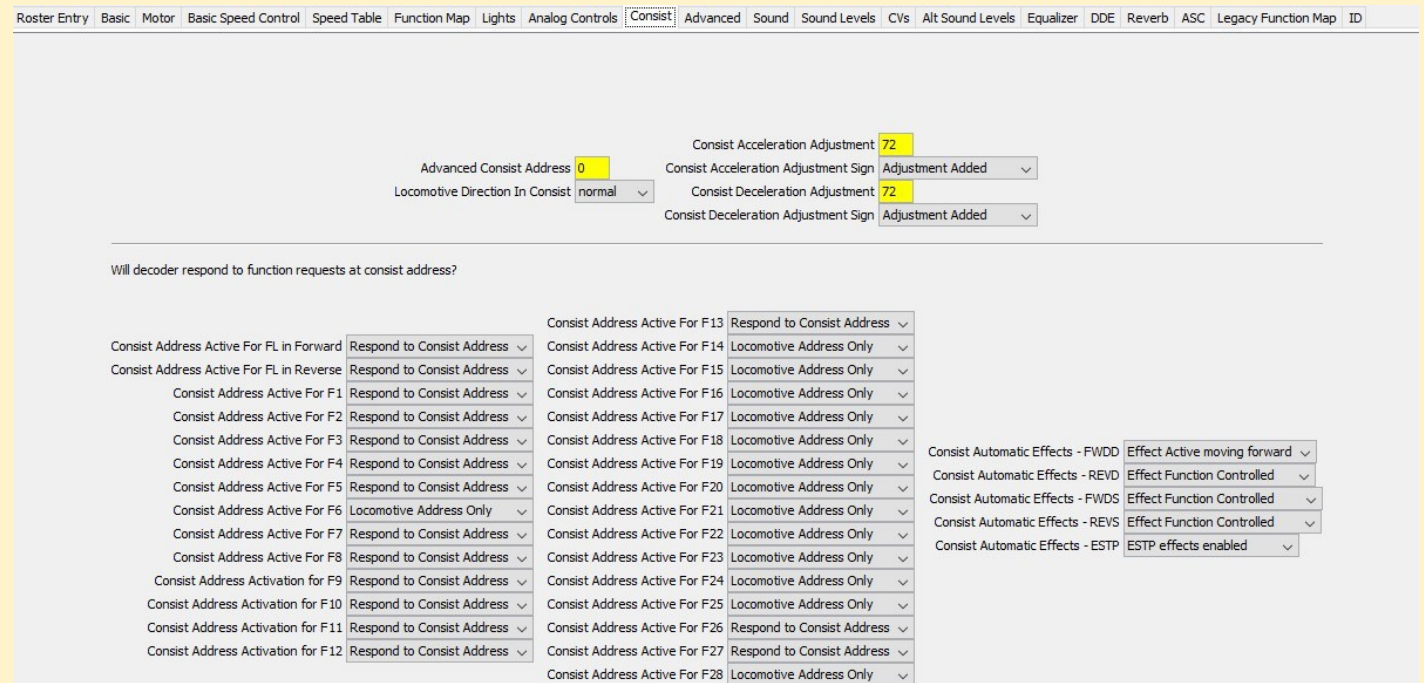 Roster Entry Basic Motor Basic Speed Control Speed Table Function Map Lights Analog Controls Consist Advanced Sound Sound Levels CVs Alt Sound Levels Equalizer DDE Reverb ASC Legacy Function Map ID
Consist Acceleration Adjustment 72
Advanced Consist Address 0 Consist Acceleration Adjustment Sign Adjustment Added
Locomotive Direction In Consist normal Consist Deceleration Adjustment 72
Consist Deceleration Adjustment Sign Adjustment Added
Will decoder respond to function requests at consist address?
Consist Address Active For FL in Forward Respond to Consist Address
Consist Address Active For FL in Reverse Respond to Consist Address
Consist Address Active For F1 Respond to Consist Address
Consist Address Active For F2 Respond to Consist Address
Consist Address Active For F3 Respond to Consist Address
Consist Address Active For F4 Respond to Consist Address
Consist Address Active For F5 Respond to Consist Address
Consist Address Active For F6 Locomotive Address Only
Consist Address Active For F7 Respond to Consist Address
Consist Address Active For F8 Respond to Consist Address
Consist Address Activation for F9 Respond to Consist Address
Consist Address Activation for F10 Respond to Consist Address
Consist Address Activation for F11 Respond to Consist Address
Consist Address Activation for F12 Respond to Consist Address
Consist Address Active For F13 Respond to Consist Address
Consist Address Active For F14 Locomotive Address Only
Consist Address Active For F15 Locomotive Address Only
Consist Address Active For F16 Locomotive Address Only
Consist Address Active For F17 Locomotive Address Only
Consist Address Active For F18 Locomotive Address Only
Consist Address Active For F19 Locomotive Address Only
Consist Address Active For F20 Locomotive Address Only
Consist Address Active For F21 Locomotive Address Only
Consist Address Active For F22 Locomotive Address Only
Consist Address Active For F23 Locomotive Address Only
Consist Address Active For F24 Locomotive Address Only
Consist Address Active For F25 Locomotive Address Only
Consist Address Active For F26 Respond to Consist Address
Consist Address Active For F27 Respond to Consist Address
Consist Address Active For F28 Locomotive Address Only
Consist Automatic Effects - FWDD Effect Active moving forward
Consist Automatic Effects - REVD Effect Function Controlled
Consist Automatic Effects - FWDS Effect Function Controlled
Consist Automatic Effects - REVS Effect Function Controlled
Consist Automatic Effects - ESTP ESTP effects enabled